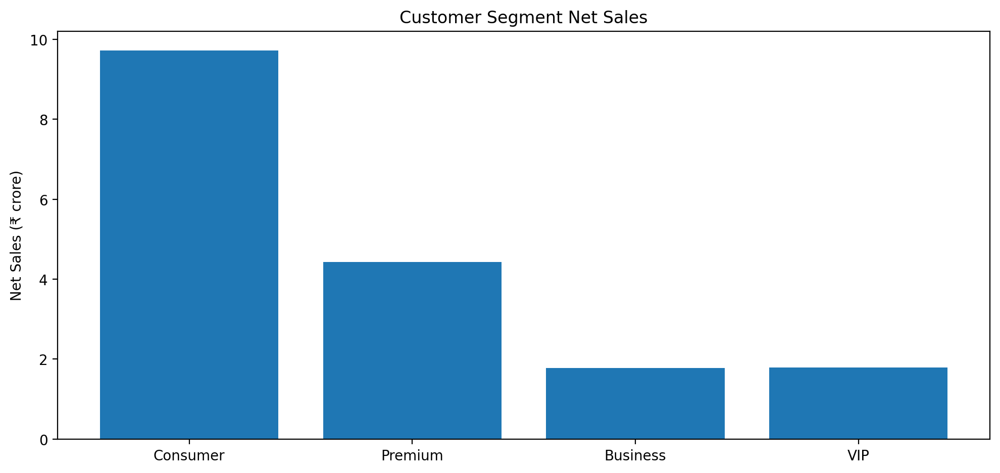 Customer Segment Net Sales
Net Sales (₹ crore)
10
8
6
4
2
0
Consumer
Premium
Business
VIP